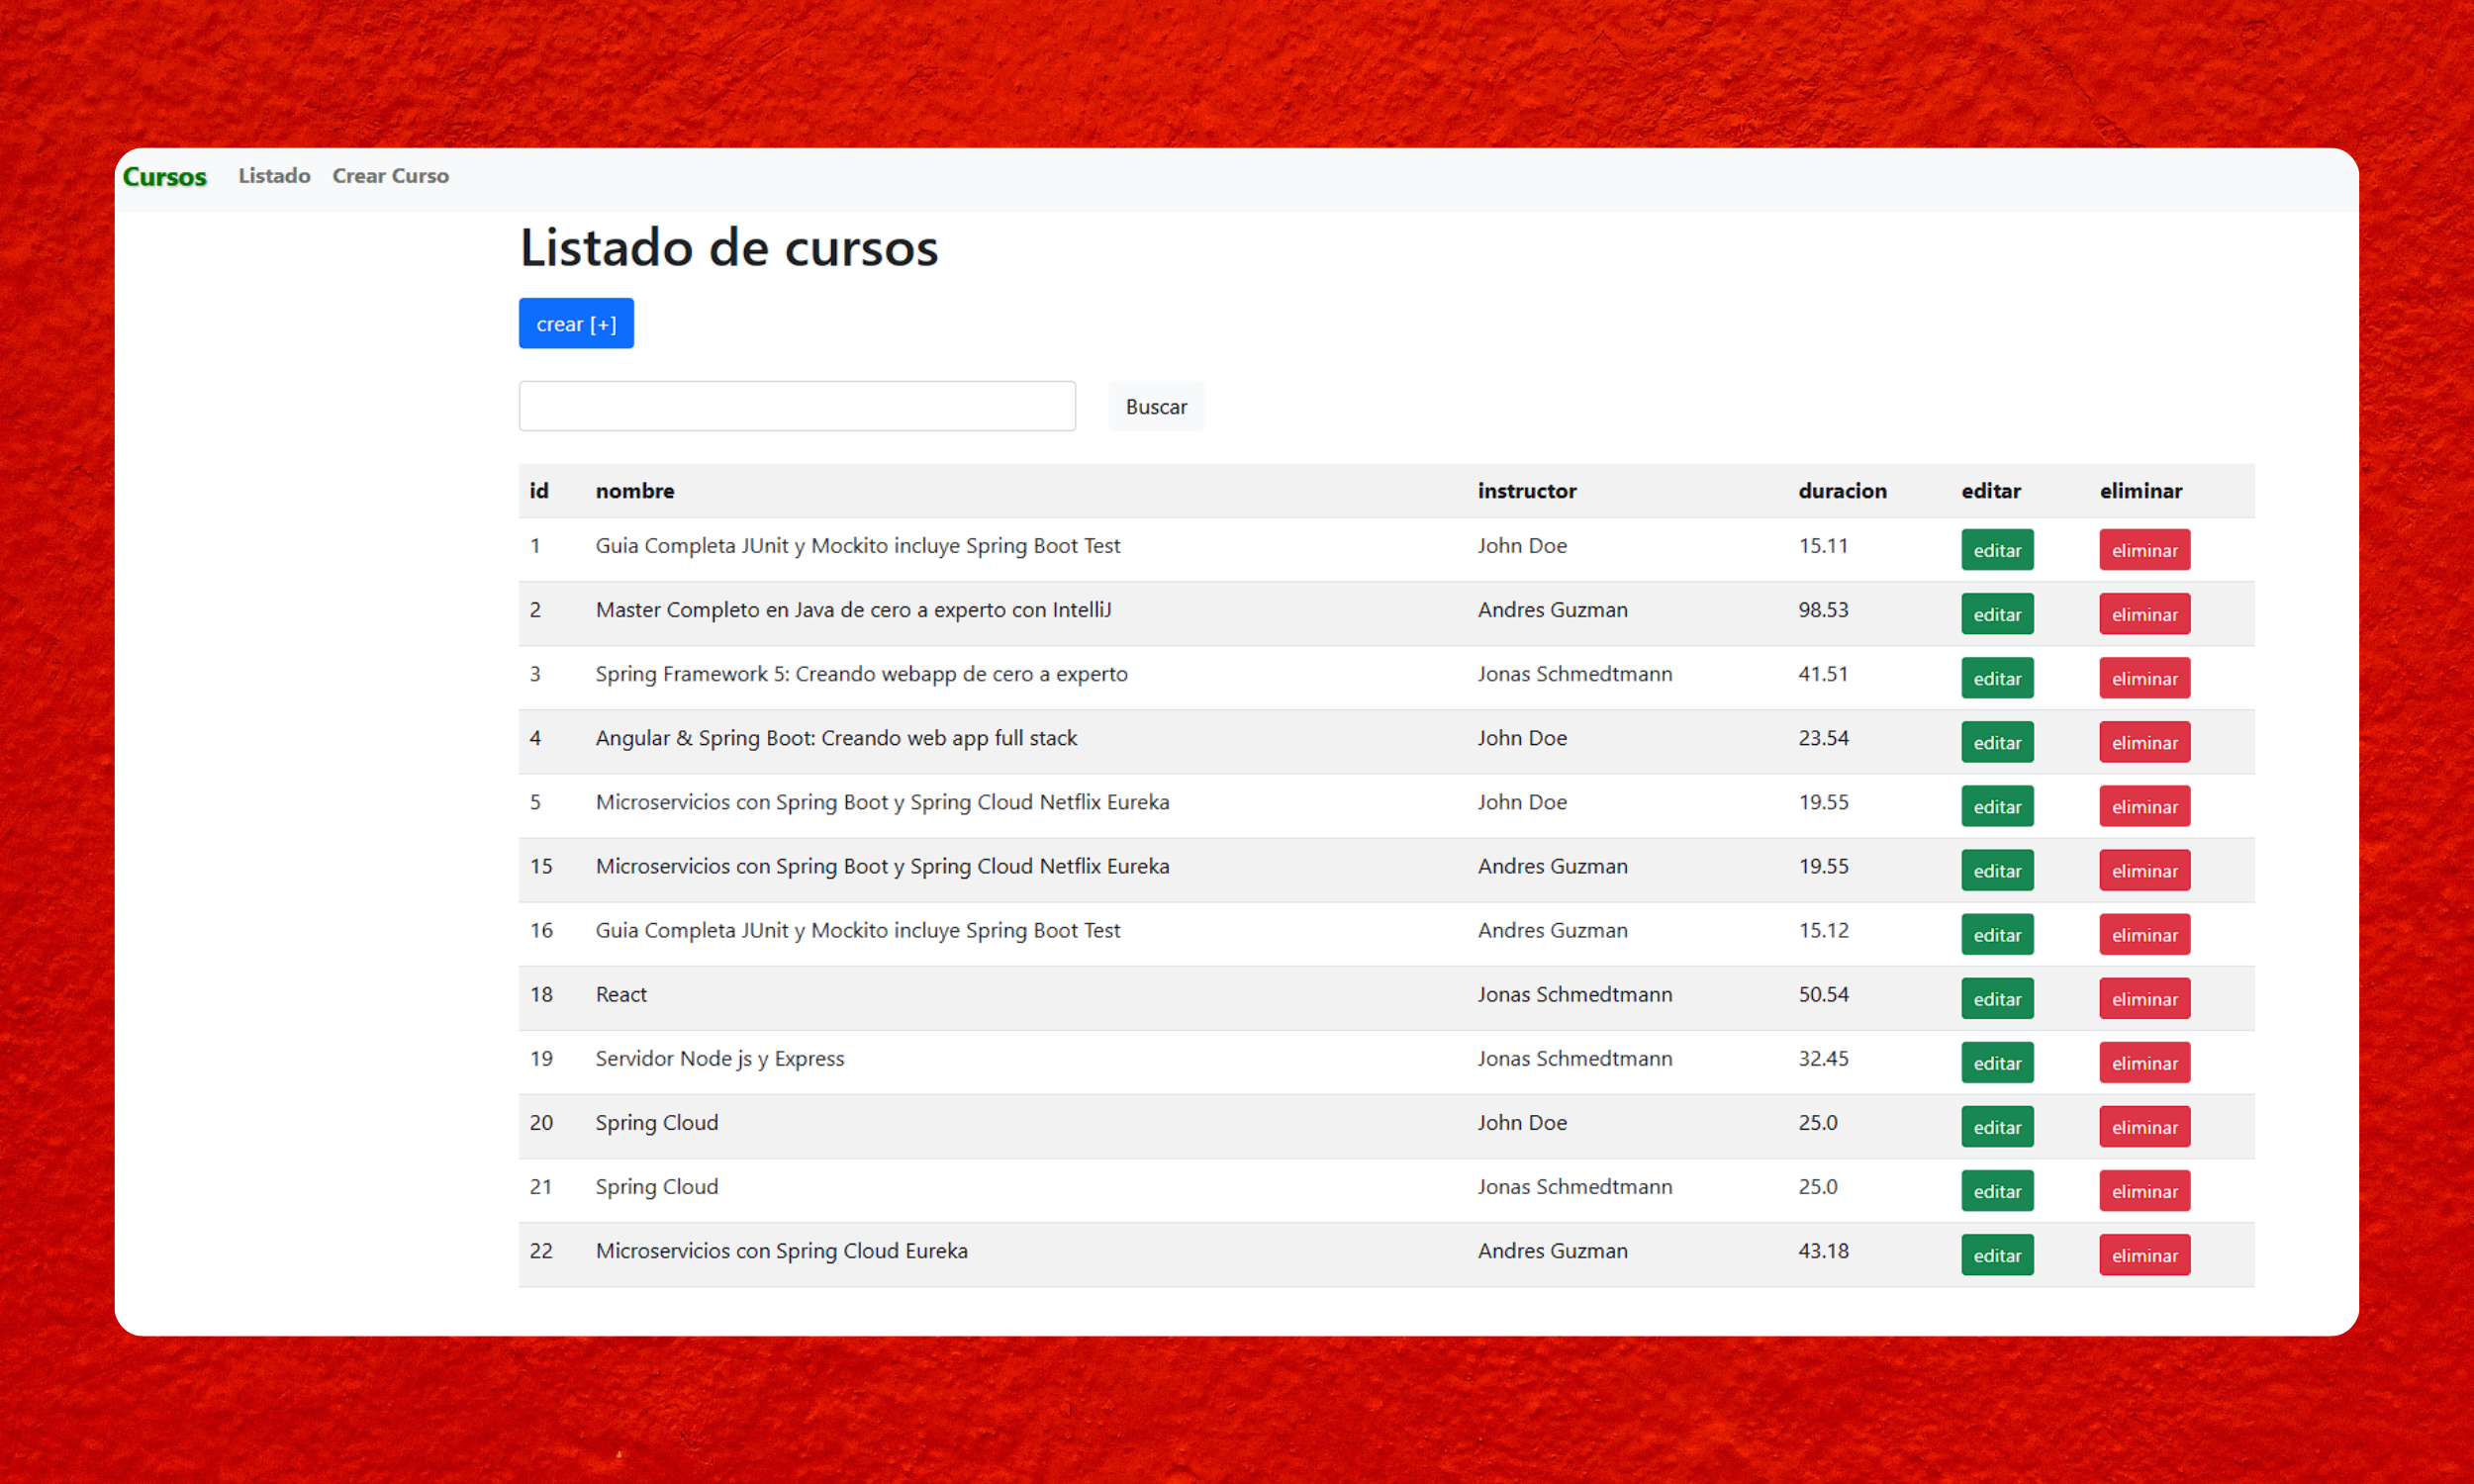 Cursos Listado Crear Curso
Listado de cursos
crear [+]
Buscar
id nombre instructor duracion editar eliminar
1 Guia Completa JUnit y Mockito incluye Spring Boot Test John Doe 15.11 editar eliminar
2 Master Completo en Java de cero a experto con IntelliJ Andres Guzman 98.53 editar eliminar
3 Spring Framework 5: Creando webapp de cero a experto Jonas Schmedtmann 41.51 editar eliminar
4 Angular & Spring Boot: Creando web app full stack John Doe 23.54 editar eliminar
5 Microservicios con Spring Boot y Spring Cloud Netflix Eureka John Doe 19.55 editar eliminar
15 Microservicios con Spring Boot y Spring Cloud Netflix Eureka Andres Guzman 19.55 editar eliminar
16 Guia Completa JUnit y Mockito incluye Spring Boot Test Andres Guzman 15.12 editar eliminar
18 React Jonas Schmedtmann 50.54 editar eliminar
19 Servidor Node js y Express Jonas Schmedtmann 32.45 editar eliminar
20 Spring Cloud John Doe 25.0 editar eliminar
21 Spring Cloud Jonas Schmedtmann 25.0 editar eliminar
22 Microservicios con Spring Cloud Eureka Andres Guzman 43.18 editar eliminar